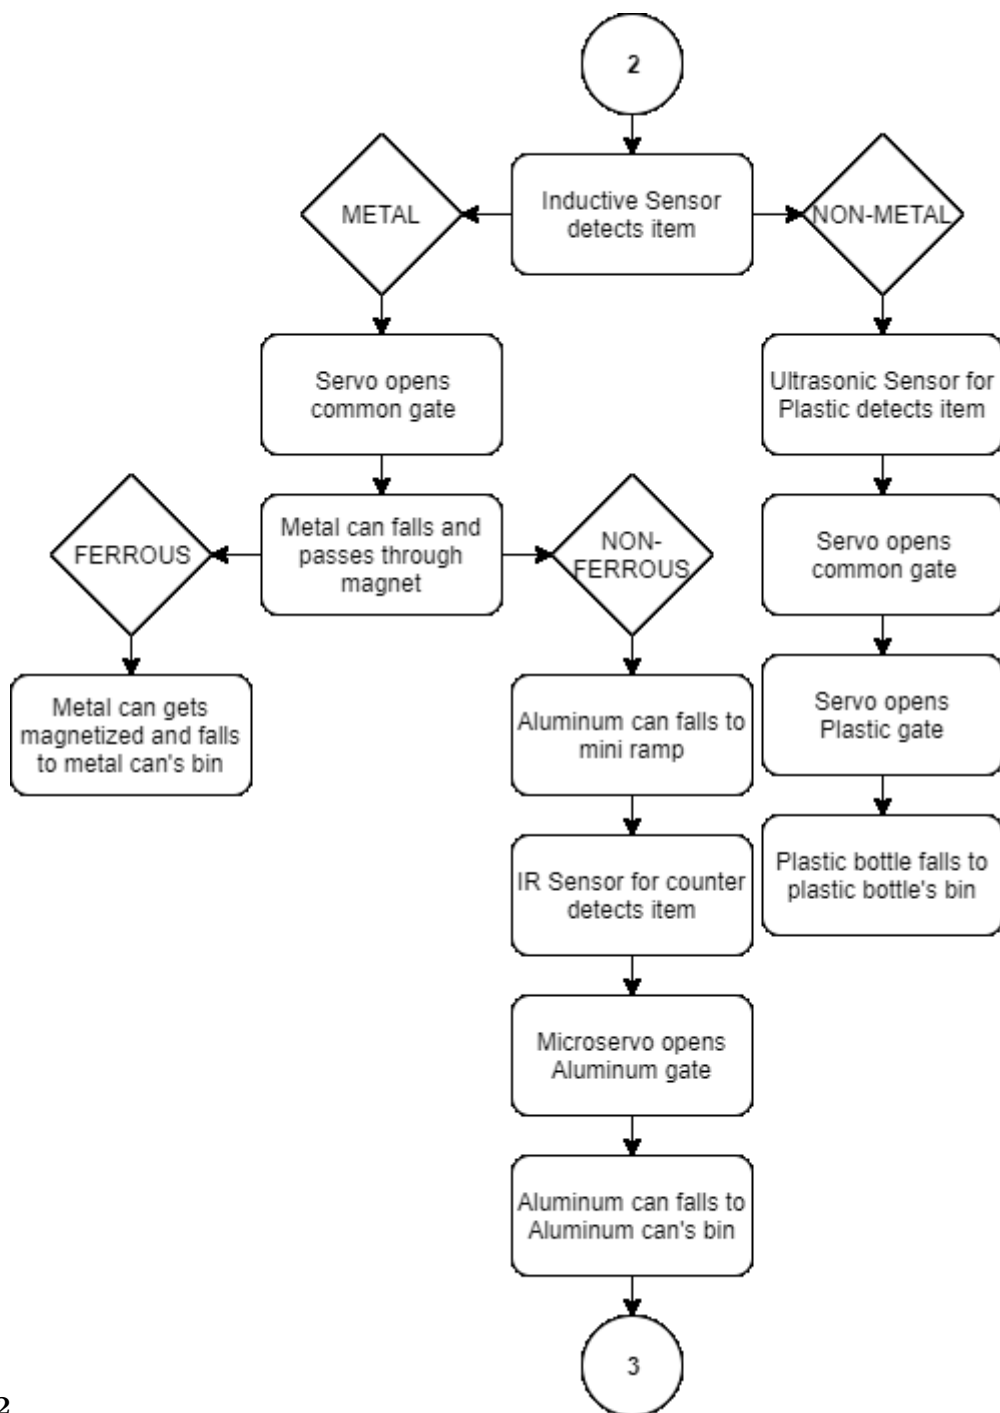 2
Inductive Sensor
detects item
METAL
NON-METAL
Servo opens
common gate
Ultrasonic Sensor for
Plastic detects item
Metal can falls and
passes through
magnet
FERROUS
NON-
FERROUS
Servo opens
common gate
Metal can gets
magnetized and falls
to metal can's bin
Aluminum can falls to
mini ramp
Servo opens
Plastic gate
IR Sensor for counter
detects item
Plastic bottle falls to
plastic bottle's bin
Microservo opens
Aluminum gate
Aluminum can falls to
Aluminum can's bin
3
2